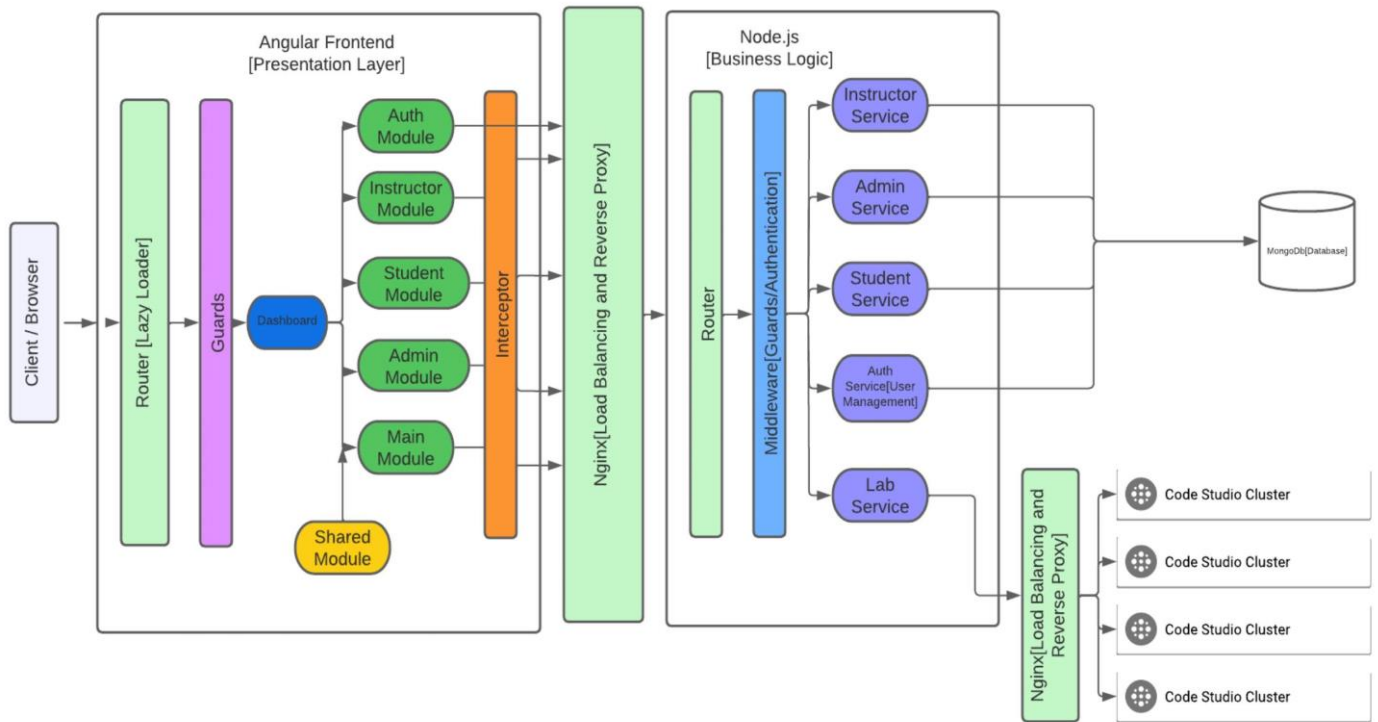 Angular Frontend
[Presentation Layer]
Node.js
[Business Logic]
Client / Browser
Router [Lazy Loader]
Guards
Dashboard
Auth
Module
Instructor
Module
Student
Module
Admin
Module
Main
Module
Shared
Module
Interceptor
Nginx[Load Balancing and Reverse Proxy]
Router
Middleware[Guards/Authentication]
Instructor
Service
Admin
Service
Student
Service
Auth
Service[User
Management]
Lab
Service
MongoDb[Database]
Nginx[Load Balancing and
Reverse Proxy]
Code Studio Cluster
Code Studio Cluster
Code Studio Cluster
Code Studio Cluster